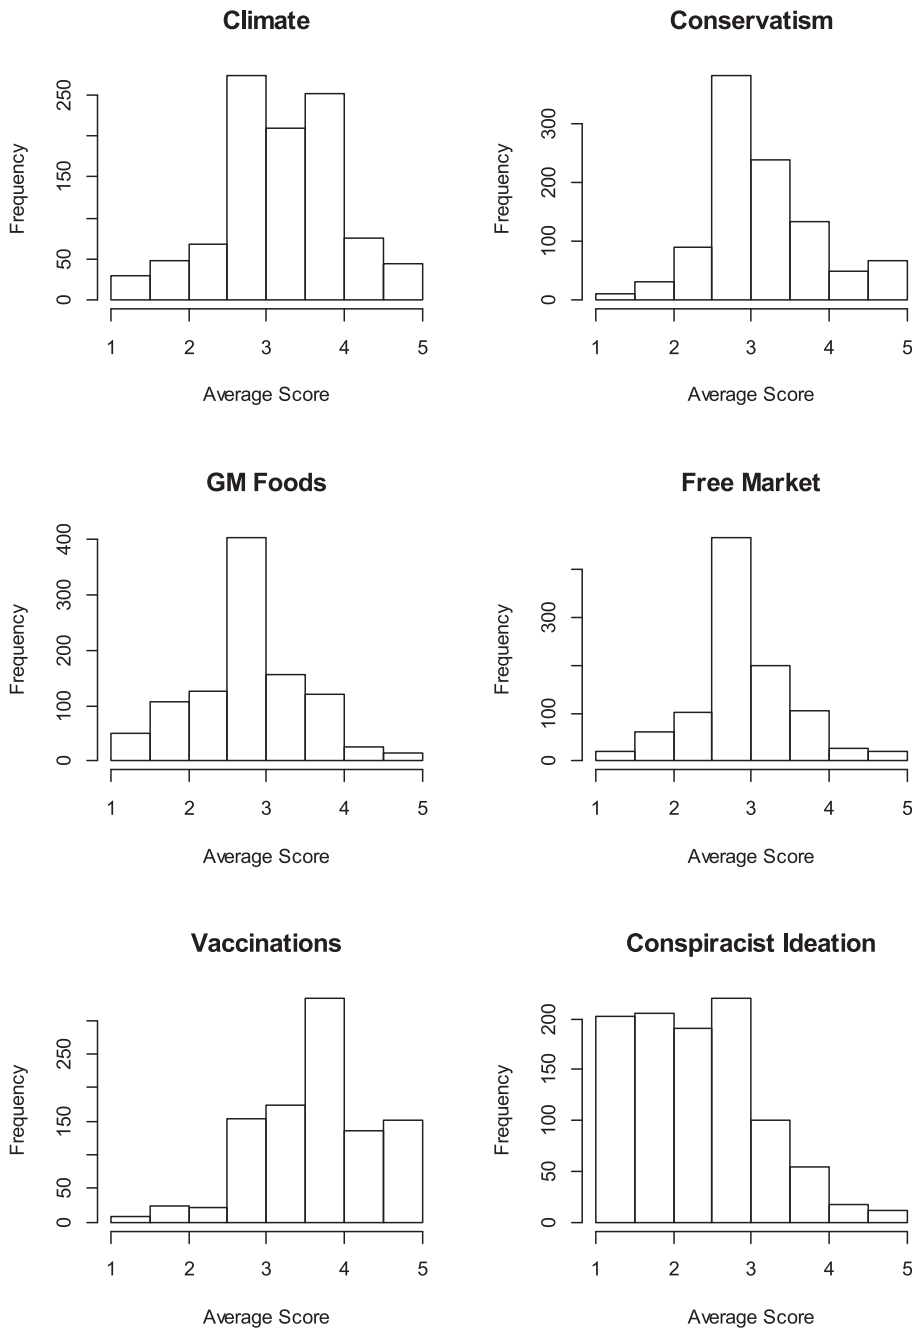 Climate
Frequency
0
50
150
250
1 2 3 4 5
Average Score
Conservatism
Frequency
0
100
200
300
1 2 3 4 5
Average Score
GM Foods
Frequency
0
100
200
300
400
1 2 3 4 5
Average Score
Free Market
Frequency
0
100
300
1 2 3 4 5
Average Score
Vaccinations
Frequency
0
50
150
250
1 2 3 4 5
Average Score
Conspiracist Ideation
Frequency
0
50
100
150
200
1 2 3 4 5
Average Score